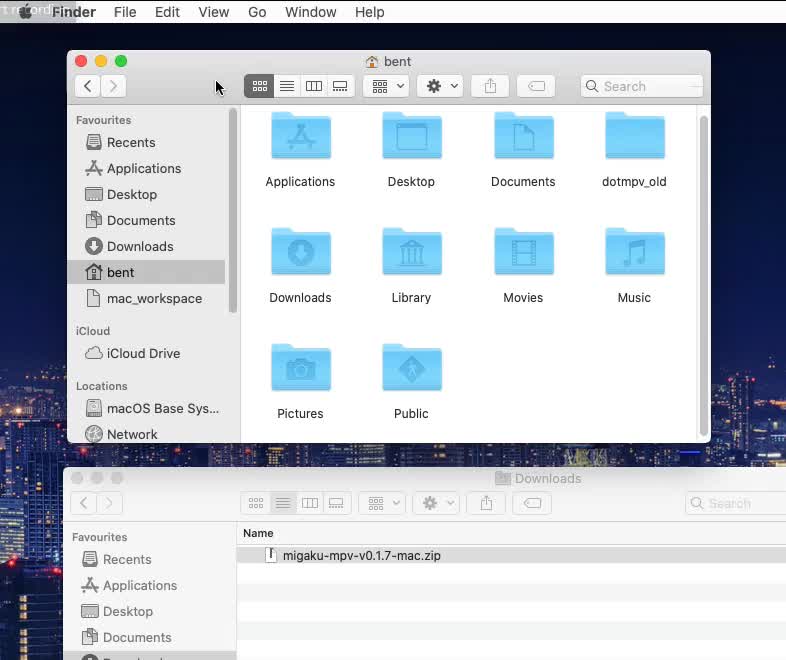 Finder File Edit View Go Window Help
bent
Search
Favourites
Recents
Applications
Desktop
Documents
Downloads
bent
mac_workspace
iCloud
iCloud Drive
Locations
macOS Base Sys...
Network
Applications Desktop Documents dotmpv_old
Downloads Library Movies Music
Pictures Public
Downloads
Search
Favourites
Recents
Applications
Desktop
Documents
Name
migaku-mpv-v0.1.7-mac.zip